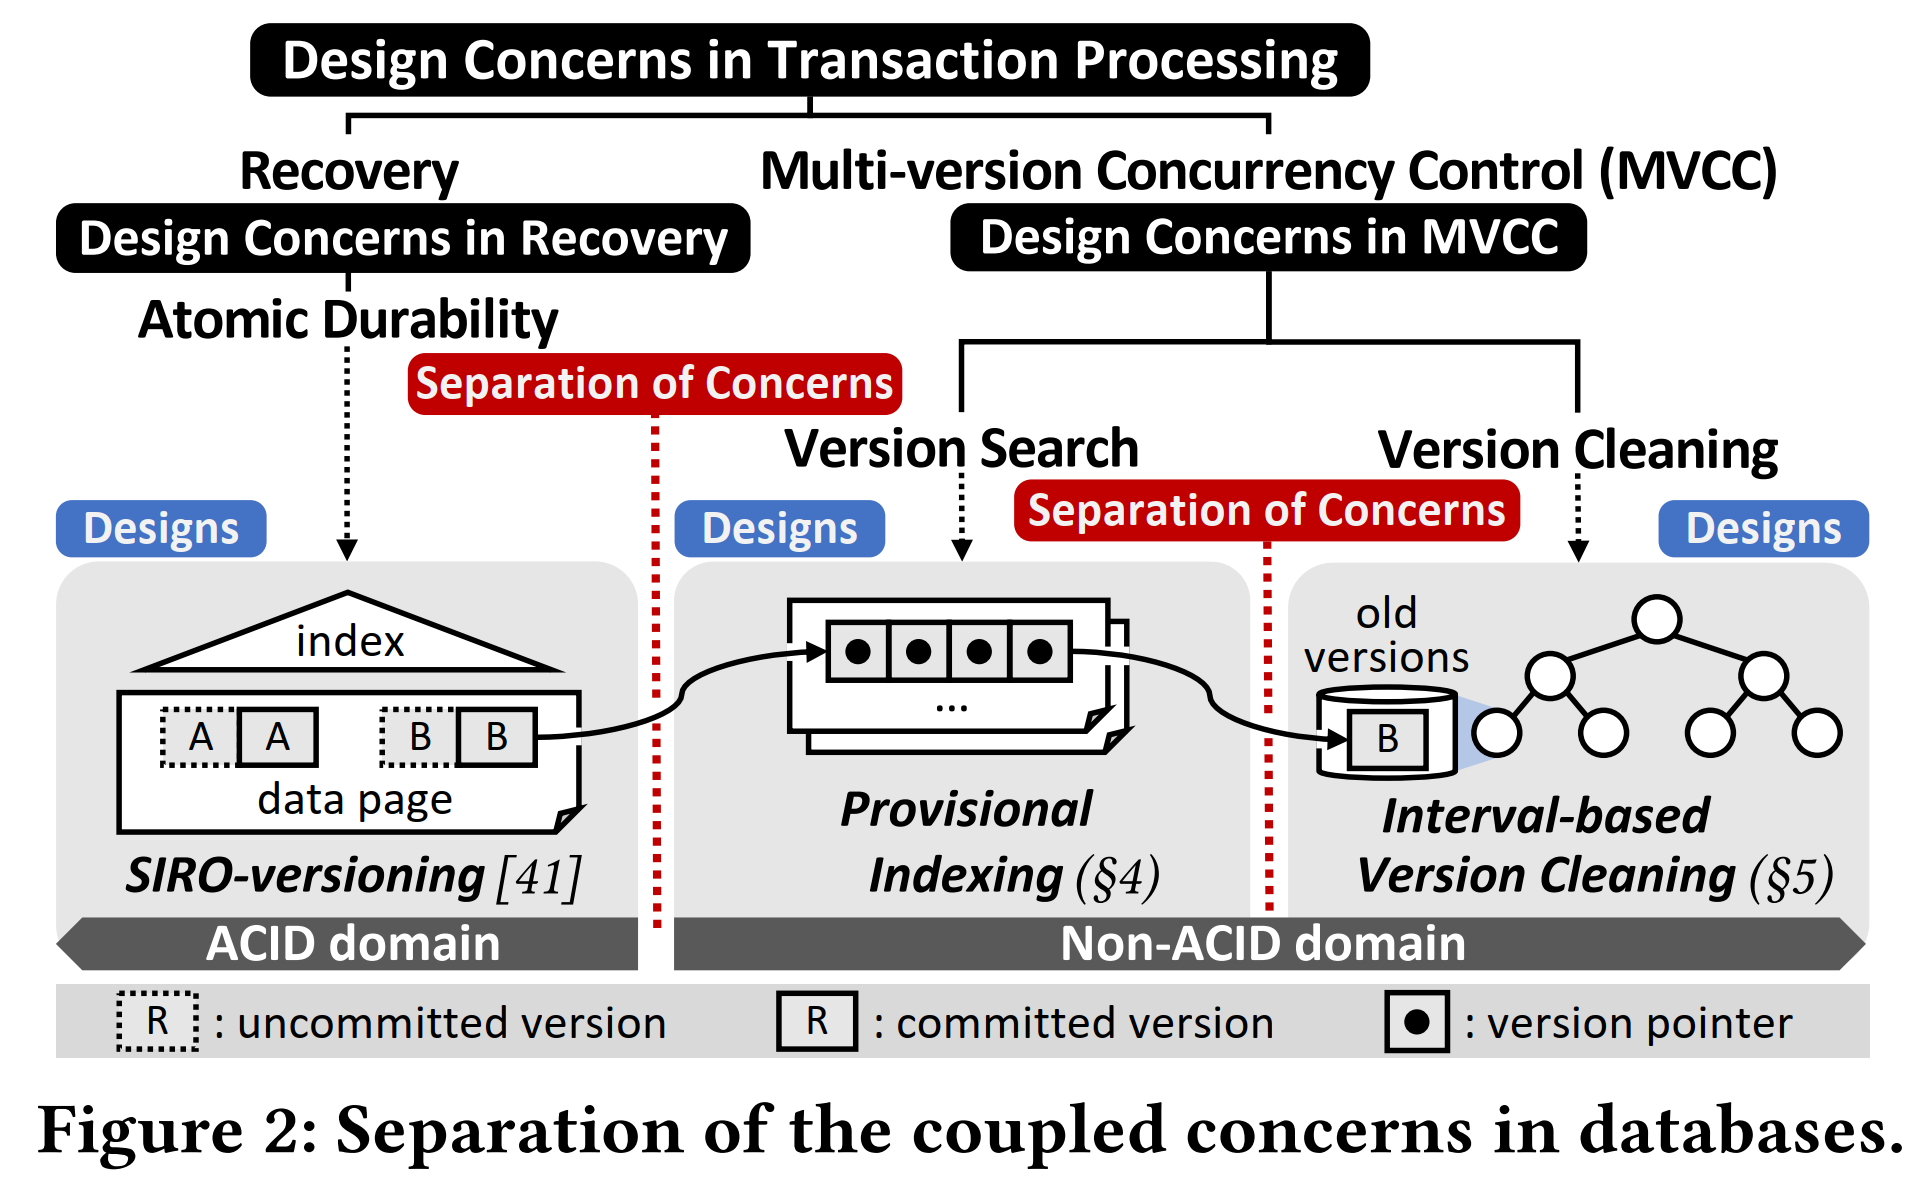 Design Concerns in Transaction Processing
Recovery
Multi-version Concurrency Control (MVCC)
Design Concerns in Recovery
Design Concerns in MVCC
Atomic Durability
Separation of Concerns
Version Search
Version Cleaning
Separation of Concerns
Designs
Designs
Designs
index
A A B B
data page
SIRO-versioning [41]
...
Provisional
Indexing (§4)
old
versions
B
Interval-based
Version Cleaning (§5)
ACID domain
Non-ACID domain
R : uncommitted version
R : committed version
: version pointer
Figure 2: Separation of the coupled concerns in databases.